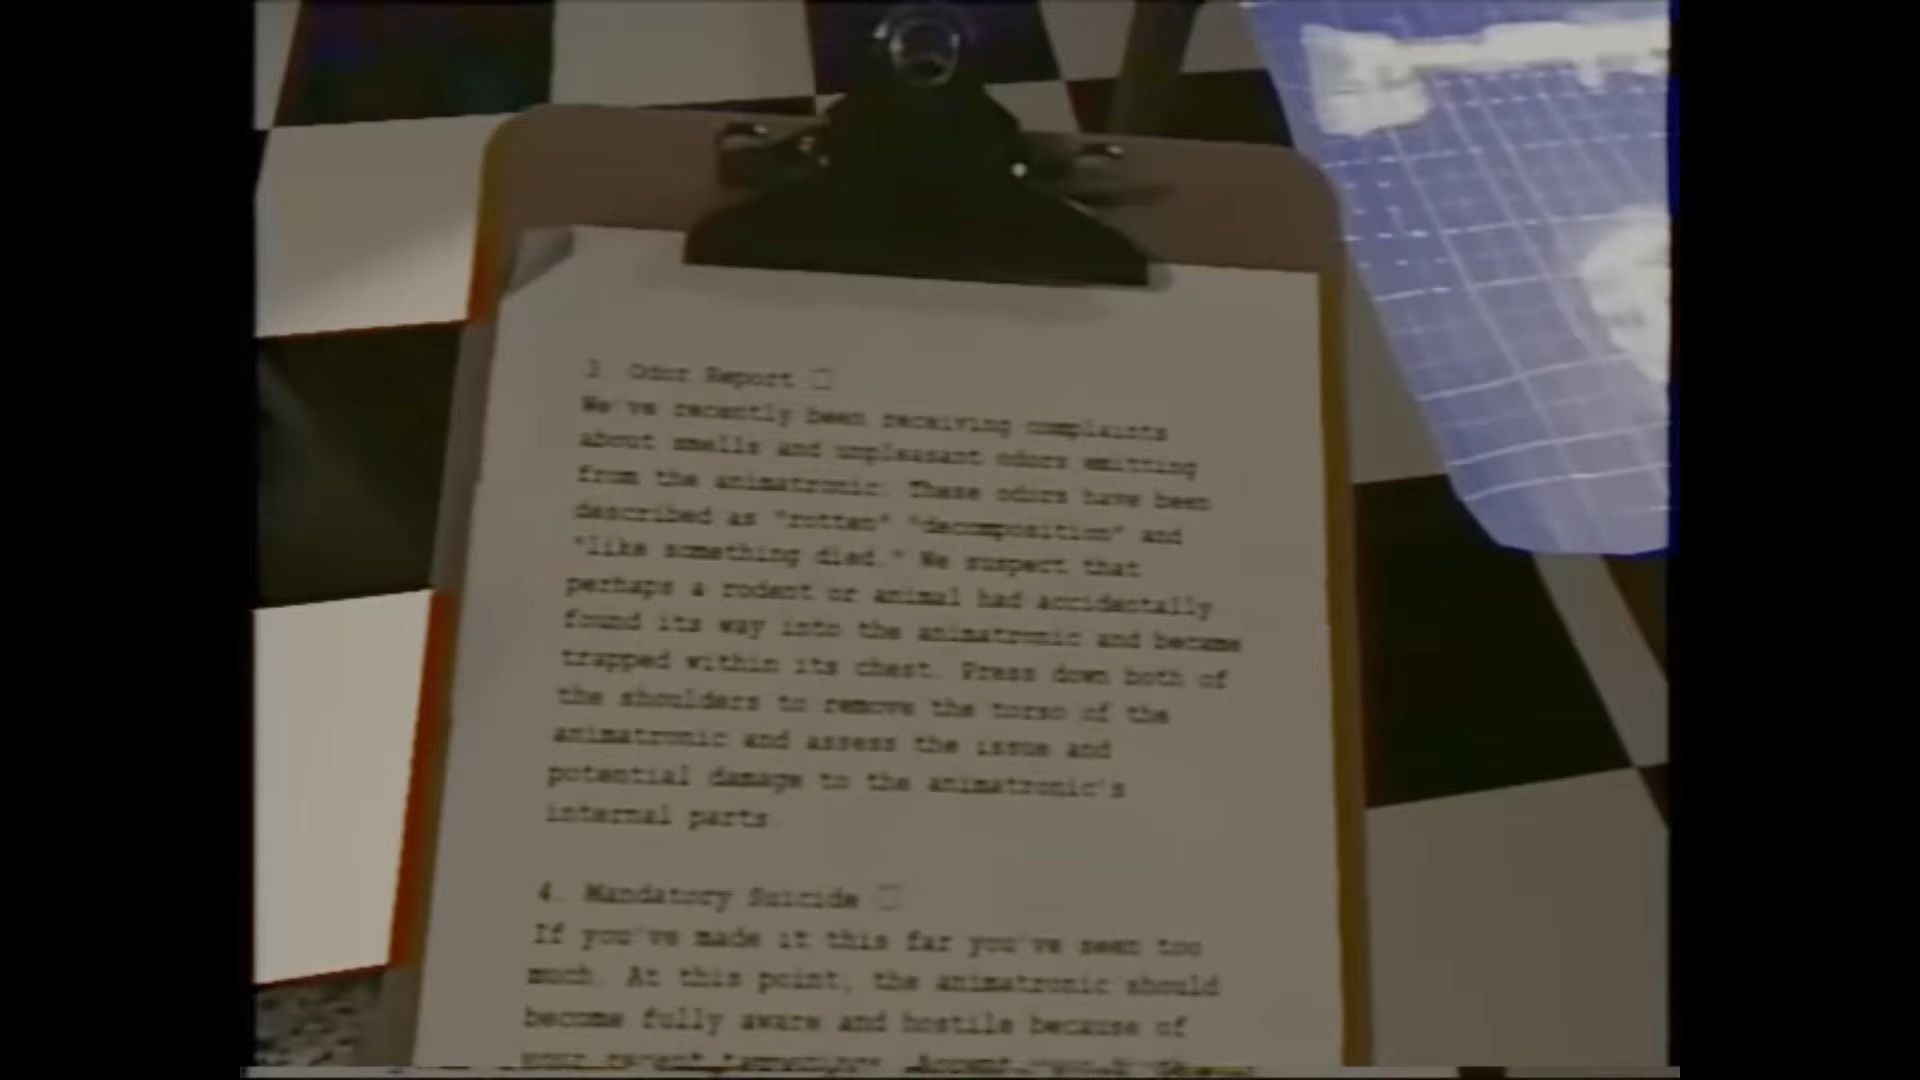 3. Odor Report
We've recently been receiving complaints
about smells and unpleasant odors emitting
from the animatronic. These odors have been
described as "rotten" "decomposition" and
"like something died." We suspect that
perhaps a rodent or animal had accidentally
found its way into the animatronic and became
trapped within its chest. Press down both of
the shoulders to remove the torso of the
animatronic and assess the issue and
potential damage to the animatronic's
internal parts.
4. Mandatory Suicide
If you've made it this far you've seen too
much. At this point, the animatronic should
become fully aware and hostile because of
your recent tampering. Accept your